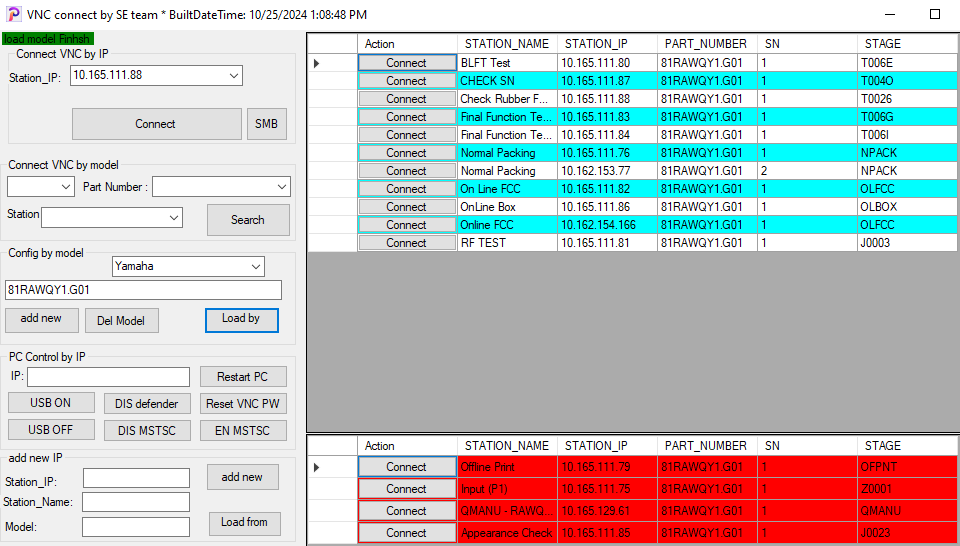 VNC connect by SE team * BuiltDateTime: 10/25/2024 1:08:48 PM
load model Finhsh
Connect VNC by IP
Station_IP: 10.165.111.88
Connect SMB
Connect VNC by model
Part Number :
Station
Search
Config by model
Yamaha
81RAWQY1.G01
add new Del Model Load by
PC Control by IP
IP: Restart PC
USB ON DIS defender Reset VNC PW
USB OFF DIS MSTSC EN MSTSC
add new IP
Station_IP: add new
Station_Name:
Model: Load from
Action STATION_NAME STATION_IP PART_NUMBER SN STAGE
Connect BLFT Test 10.165.111.80 81RAWQY1.G01 1 T006E
Connect CHECK SN 10.165.111.87 81RAWQY1.G01 1 T004O
Connect Check Rubber F... 10.165.111.88 81RAWQY1.G01 1 T0026
Connect Final Function Te... 10.165.111.83 81RAWQY1.G01 1 T006G
Connect Final Function Te... 10.165.111.84 81RAWQY1.G01 1 T006I
Connect Normal Packing 10.165.111.76 81RAWQY1.G01 1 NPACK
Connect Normal Packing 10.162.153.77 81RAWQY1.G01 2 NPACK
Connect On Line FCC 10.165.111.82 81RAWQY1.G01 1 OLFCC
Connect OnLine Box 10.165.111.86 81RAWQY1.G01 1 OLBOX
Connect Online FCC 10.162.154.166 81RAWQY1.G01 1 OLFCC
Connect RF TEST 10.165.111.81 81RAWQY1.G01 1 J0003
Action STATION_NAME STATION_IP PART_NUMBER SN STAGE
Connect Offline Print 10.165.111.79 81RAWQY1.G01 1 OFPNT
Connect Input (P1) 10.165.111.75 81RAWQY1.G01 1 Z0001
Connect QMANU - RAWQ... 10.165.129.61 81RAWQY1.G01 1 QMANU
Connect Appearance Check 10.165.111.85 81RAWQY1.G01 1 J0023